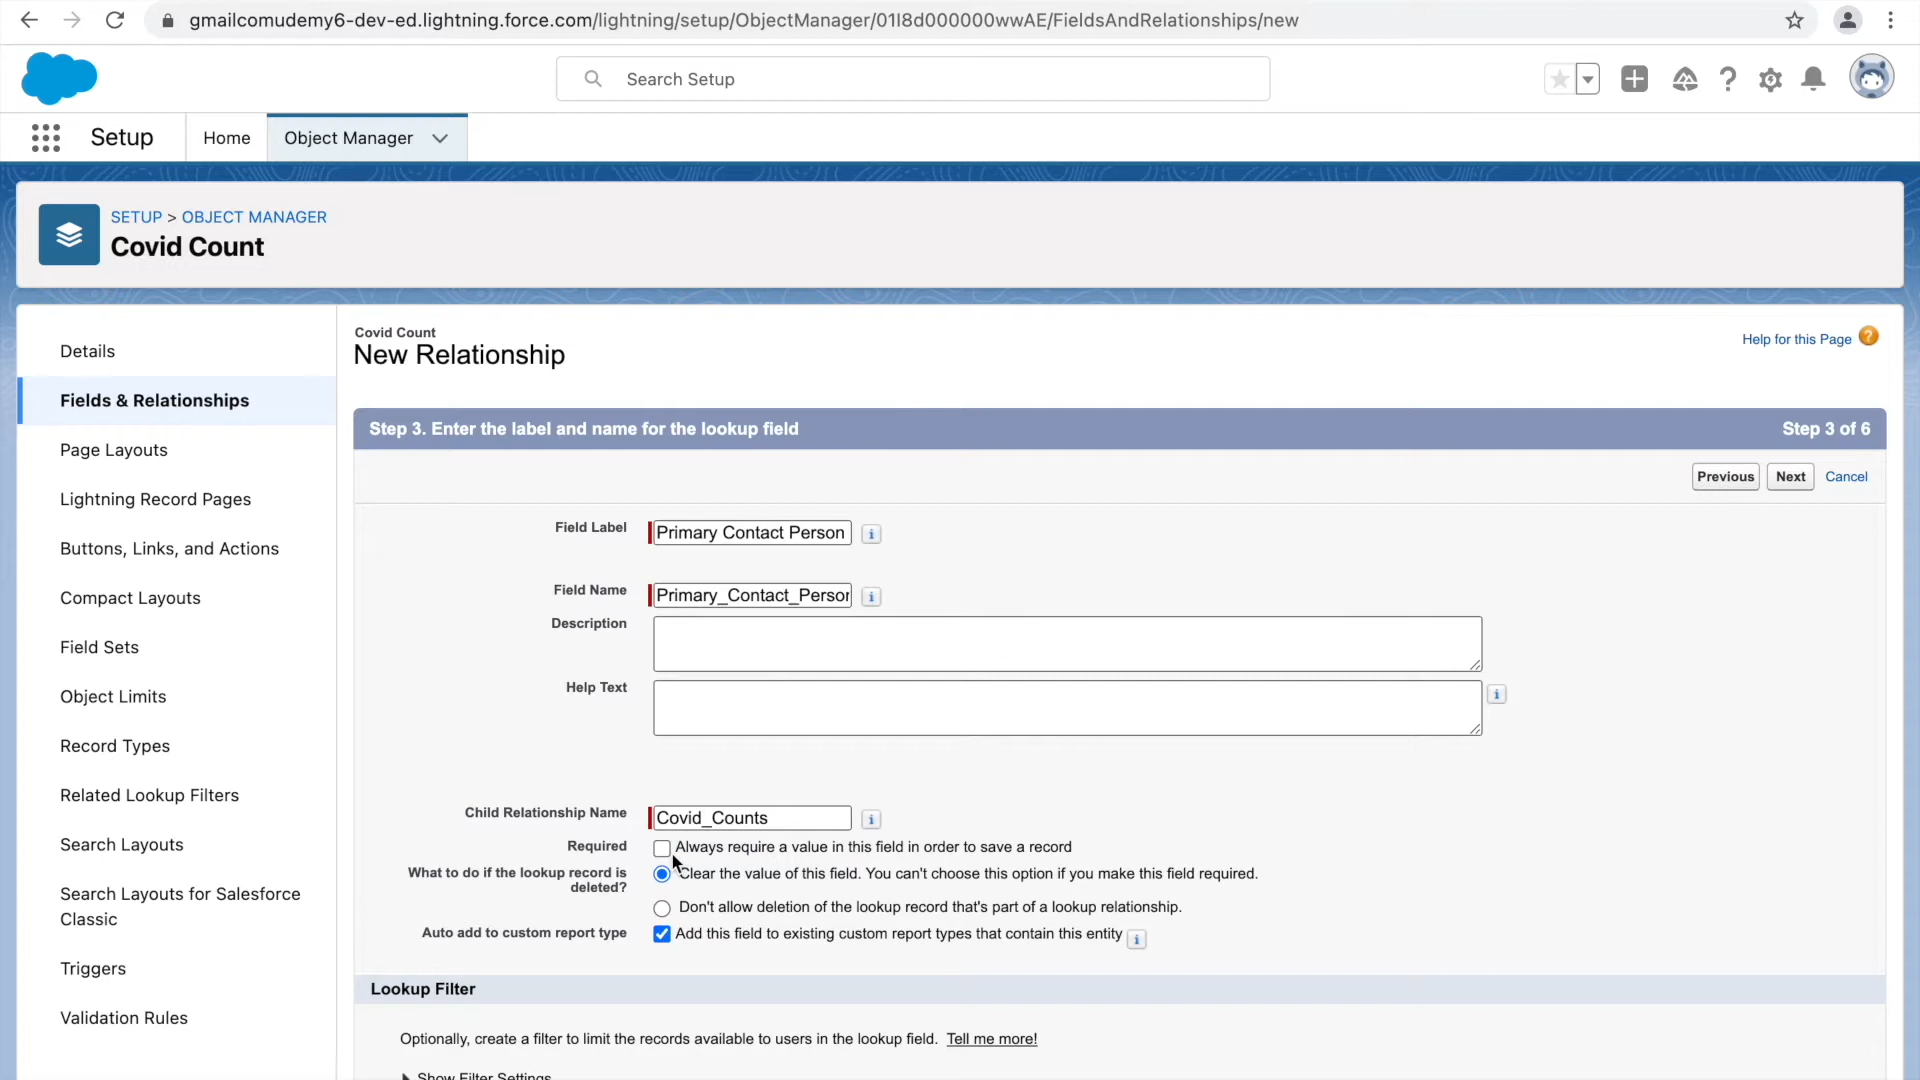 gmailcomudemy6-dev-ed.lightning.force.com/lightning/setup/ObjectManager/01I8d000000wwAE/FieldsAndRelationships/new
Search Setup
Setup
Home
Object Manager
SETUP > OBJECT MANAGER
Covid Count
Details
Fields & Relationships
Page Layouts
Lightning Record Pages
Buttons, Links, and Actions
Compact Layouts
Field Sets
Object Limits
Record Types
Related Lookup Filters
Search Layouts
Search Layouts for Salesforce
Classic
Triggers
Validation Rules
Covid Count
New Relationship
Help for this Page
Step 3. Enter the label and name for the lookup field
Step 3 of 6
Previous
Next
Cancel
Field Label
Primary Contact Person
Field Name
Primary_Contact_Person
Description
Help Text
Child Relationship Name
Covid_Counts
Required
Always require a value in this field in order to save a record
What to do if the lookup record is
deleted?
Clear the value of this field. You can't choose this option if you make this field required.
Don't allow deletion of the lookup record that's part of a lookup relationship.
Auto add to custom report type
Add this field to existing custom report types that contain this entity
Lookup Filter
Optionally, create a filter to limit the records available to users in the lookup field. Tell me more!
Show Filter Settings